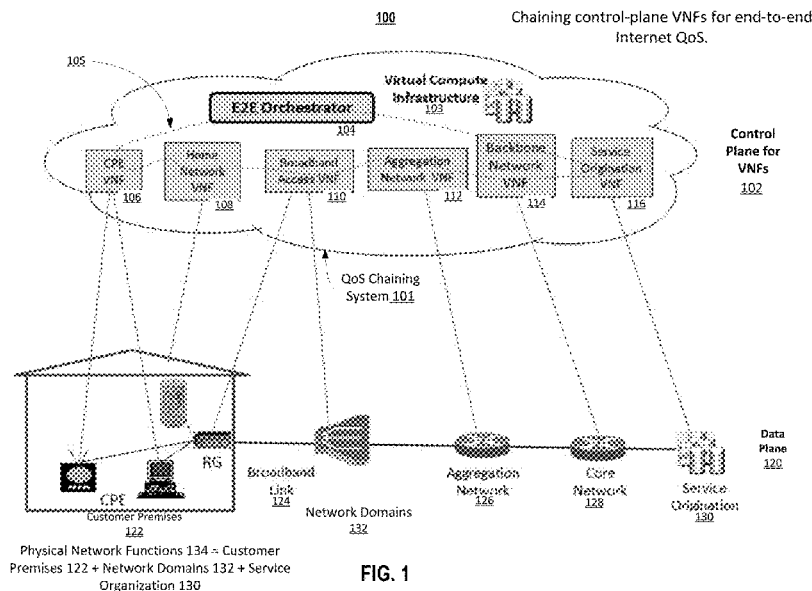 100
Chaining control-plane VNFs for end-to-end
Internet QoS.
105
E2E Orchestrator
104
Virtual Compute
Infrastructure
103
Control
Plane for
VNFs
102
CPE
VNF
106
Home
Network
VNF
108
Broadband
Access VNF
110
Aggregation
Network VNF
112
Backbone
Network
VNF
114
Service
Origination
VNF
116
QoS Chaining
System 101
RG
CPE
Customer Premises
122
Broadband
Link
124
Network Domains
132
Aggregation
Network
126
Core
Network
128
Service
Origination
130
Data
Plane
120
Physical Network Functions 134 = Customer
Premises 122 + Network Domains 132 + Service
Organization 130
FIG. 1